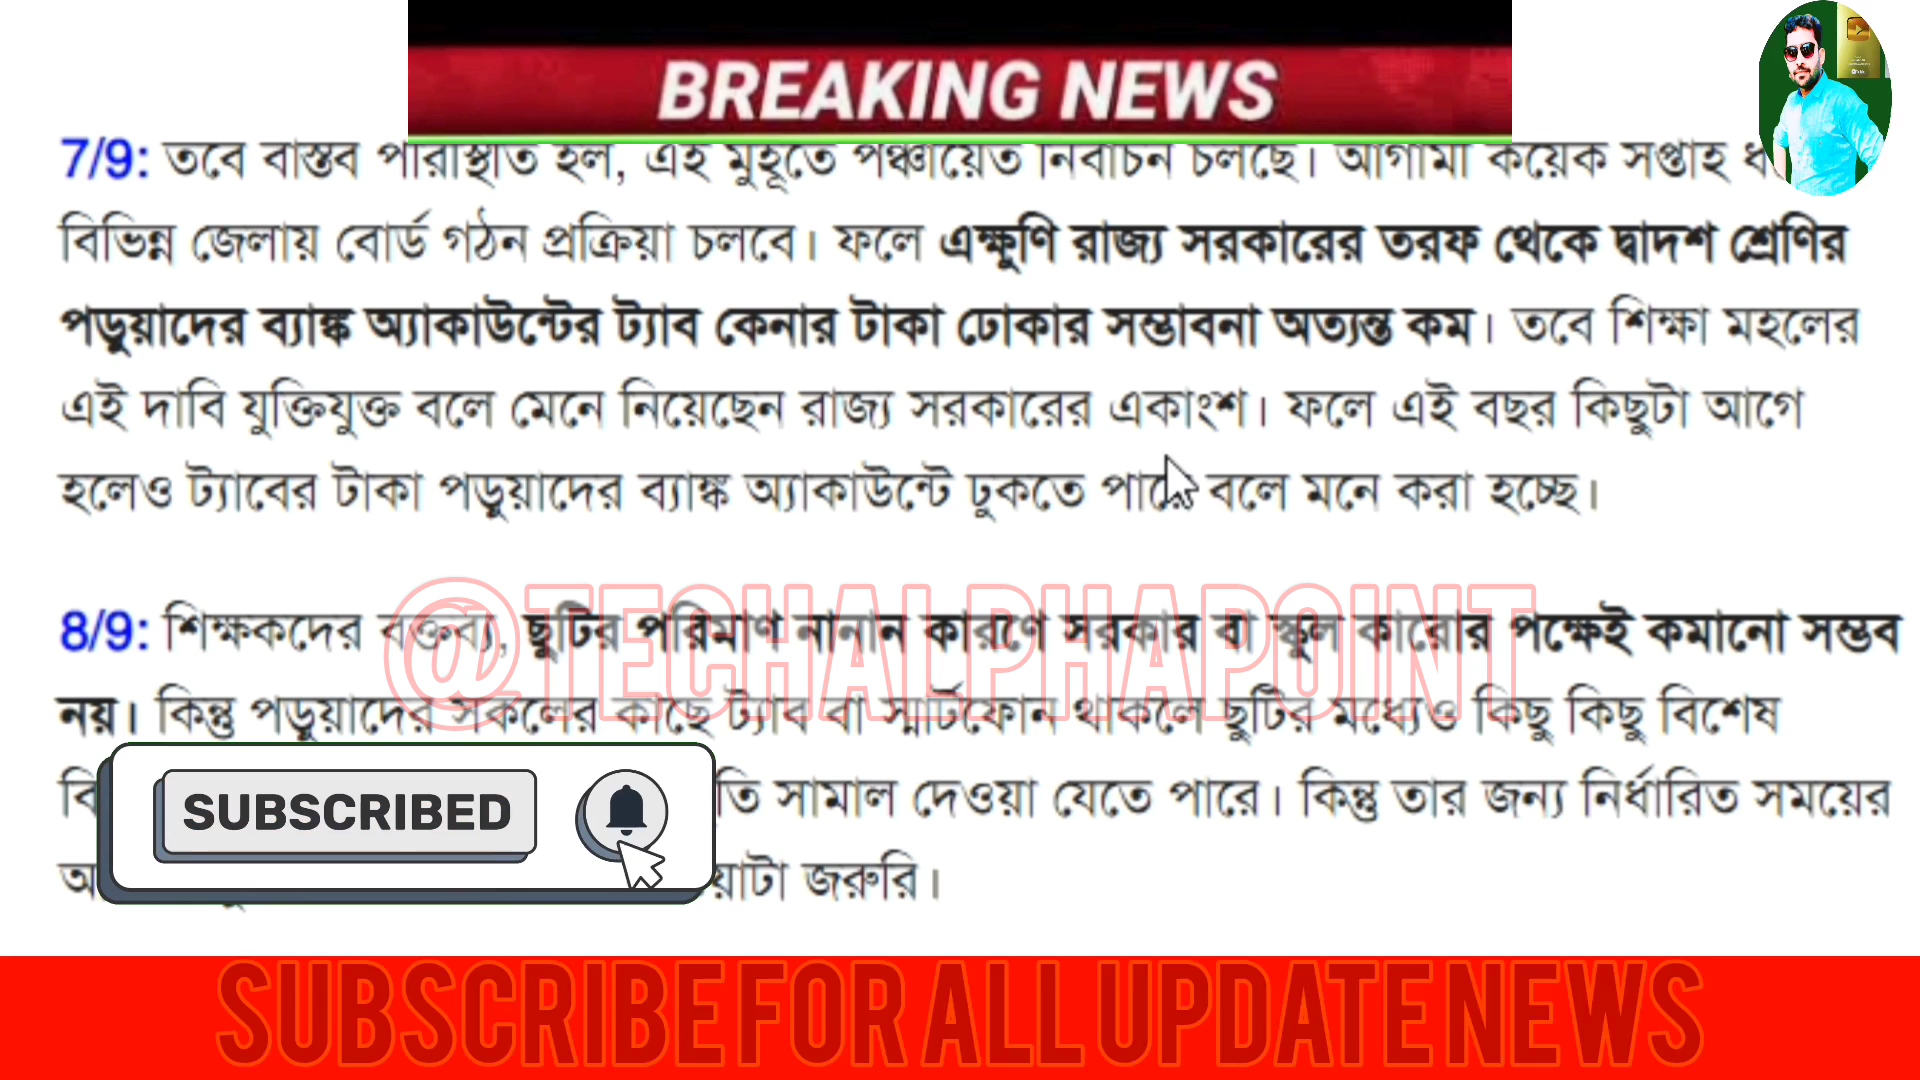 BREAKING NEWS
7/9: তবে বাস্তব পরিস্থিতি হল, এই মুহূর্তে পঞ্চায়েত নির্বাচন চলছে। আগামী কয়েক সপ্তাহ
বিভিন্ন জেলায় বোর্ড গঠন প্রক্রিয়া চলবে। ফলে এক্ষুণি রাজ্য সরকারের তরফ থেকে দ্বাদশ শ্রেণির
পড়ুয়াদের ব্যাঙ্ক অ্যাকাউন্টের ট্যাব কেনার টাকা ঢোকার সম্ভাবনা অত্যন্ত কম। তবে শিক্ষা মহলের
এই দাবি যুক্তিযুক্ত বলে মেনে নিয়েছেন রাজ্য সরকারের একাংশ। ফলে এই বছর কিছুটা আগে
হলেও ট্যাবের টাকা পড়ুয়াদের ব্যাঙ্ক অ্যাকাউন্টে ঢুকতে পারে বলে মনে করা হচ্ছে।
8/9: শিক্ষকদের বক্তব্য, ছুটির পরিমাণ নানান কারণে সরকার বা স্কুল কারোর পক্ষেই কমানো সম্ভব
নয়। কিন্তু পড়ুয়াদের সকলের কাছে ট্যাব বা স্মার্টফোন থাকলে ছুটির মধ্যেও কিছু কিছু বিশেষ
সামাল দেওয়া যেতে পারে। কিন্তু তার জন্য নির্ধারিত সময়ের
জরুরি।
@TECHALPHAPOINT
SUBSCRIBED
SUBSCRIBE FOR ALL UPDATE NEWS